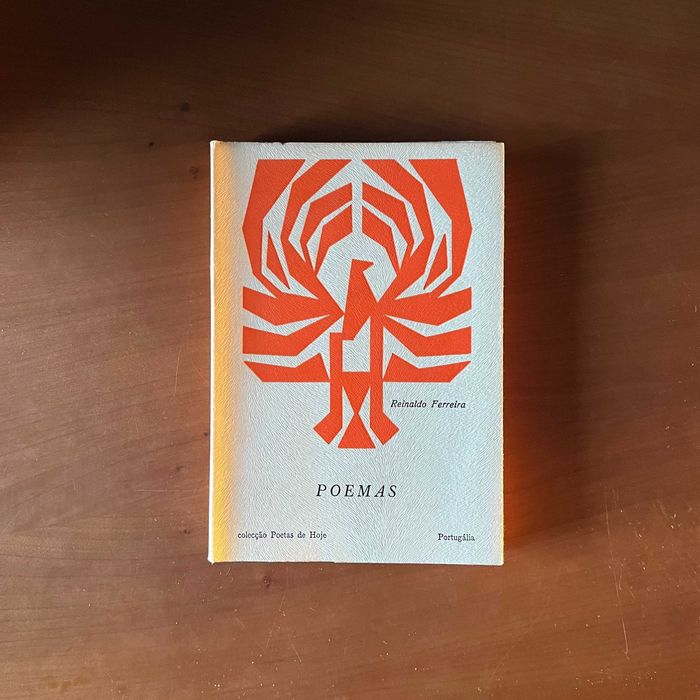 Reinaldo Ferreira
POEMAS
colecção Poetas de Hoje
Portugália